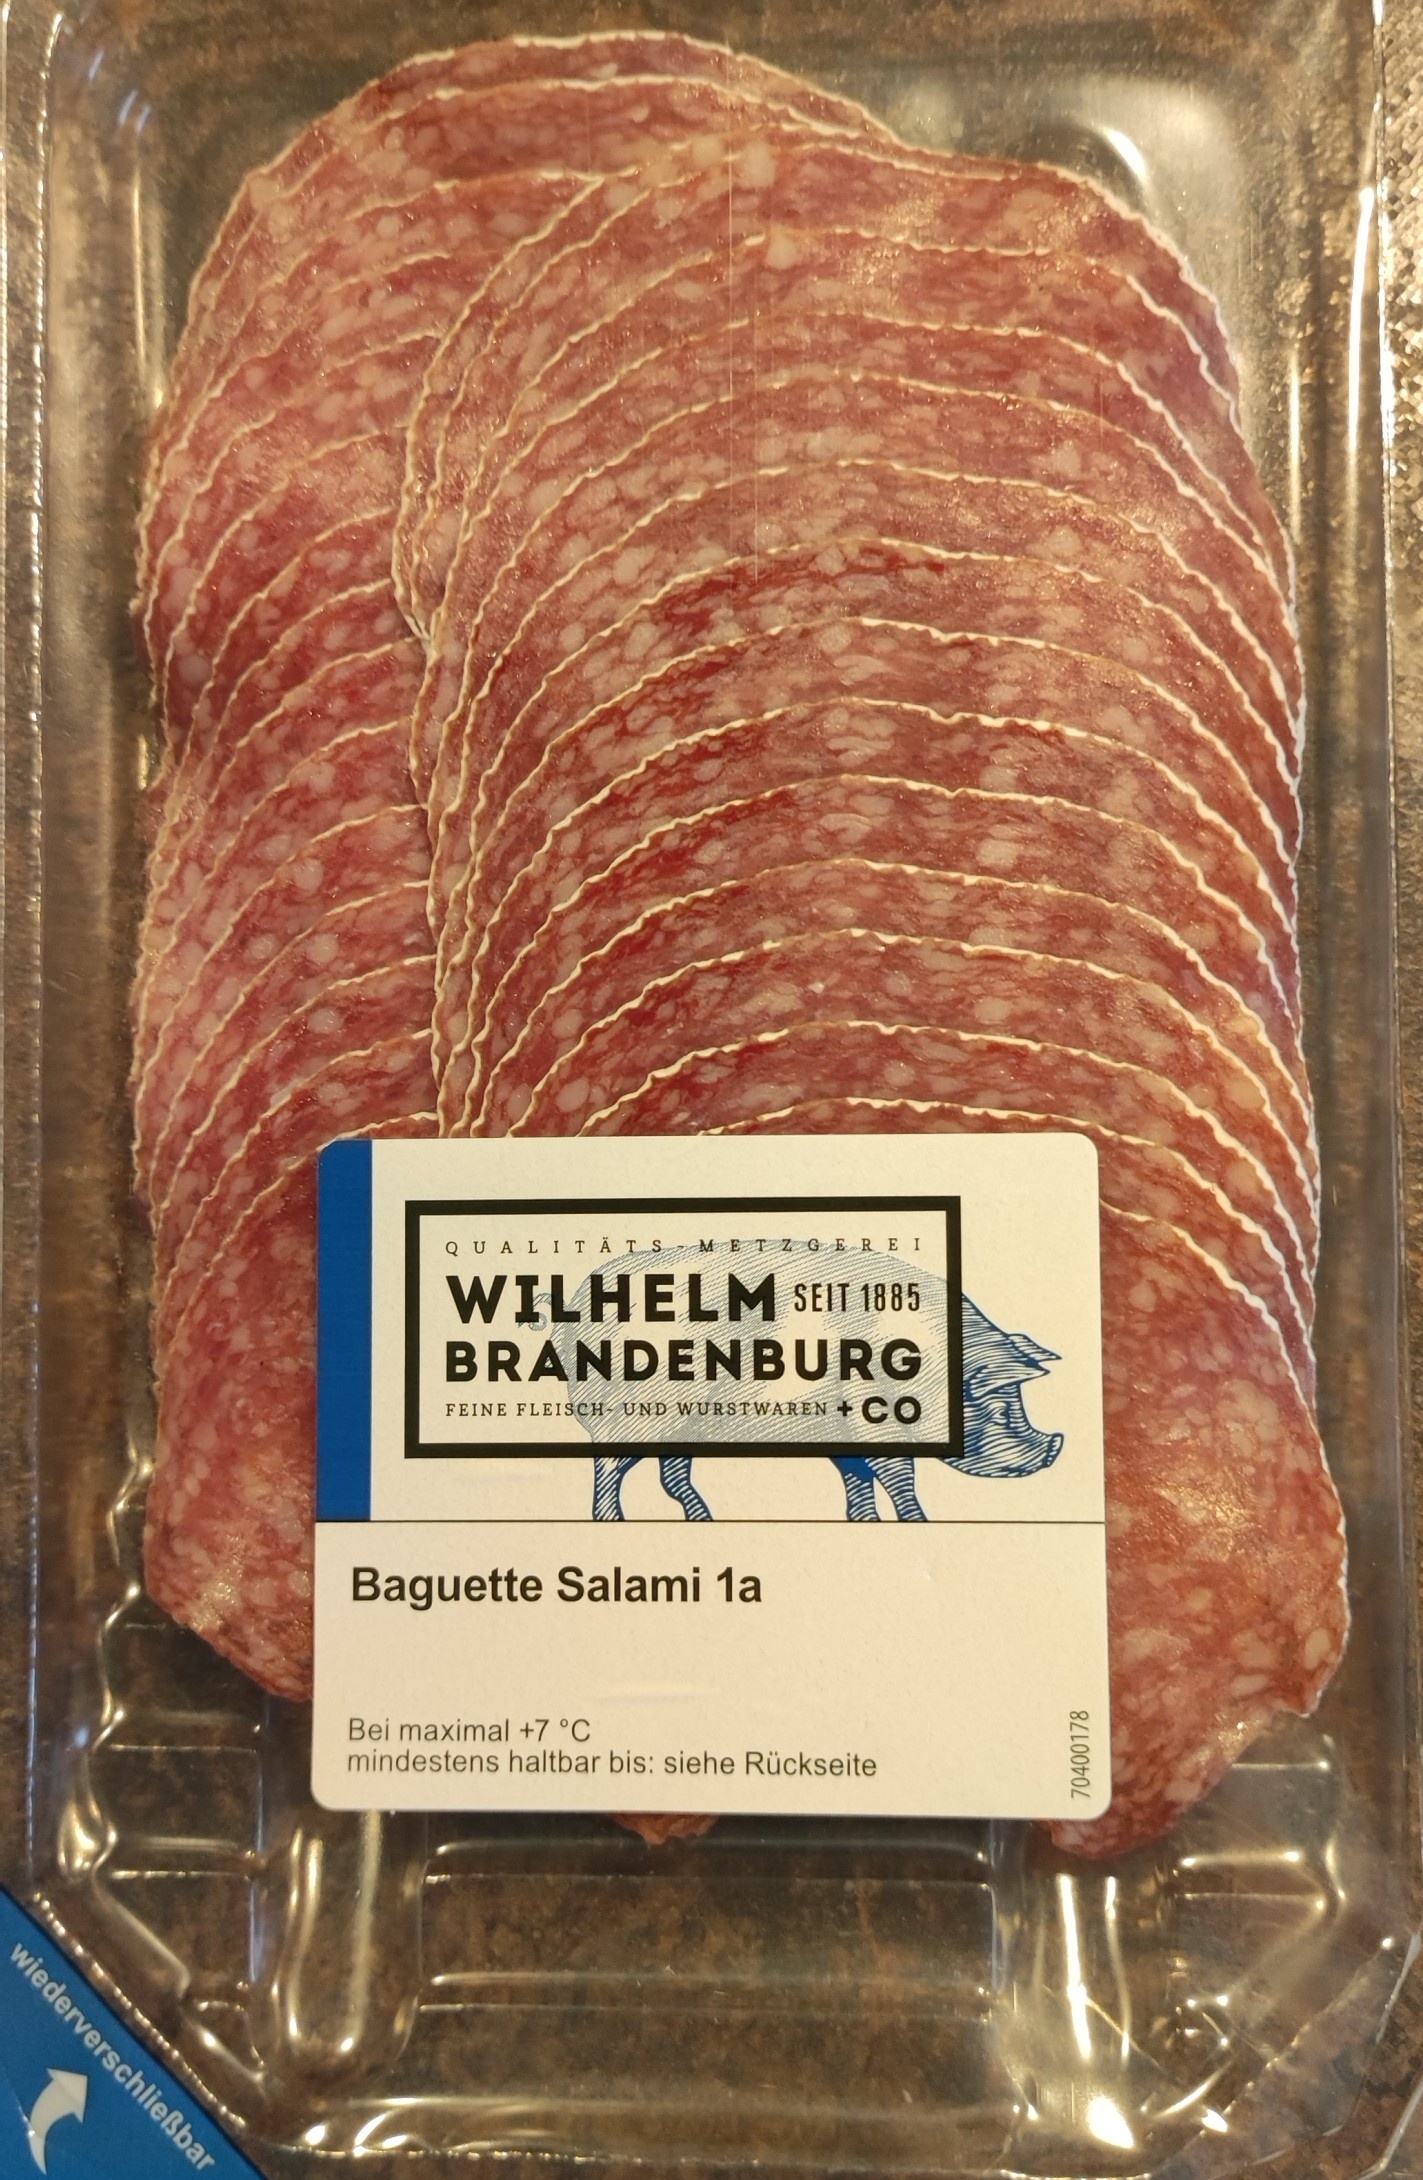 QUALITÄTS-METZGEREI
WILHELM SEIT 1885
BRANDENBURG
FEINE FLEISCH- UND WURSTWAREN + CO
Baguette Salami 1a
Bei maximal +7 °C
mindestens haltbar bis: siehe Rückseite
70400178
wiederverschließbar